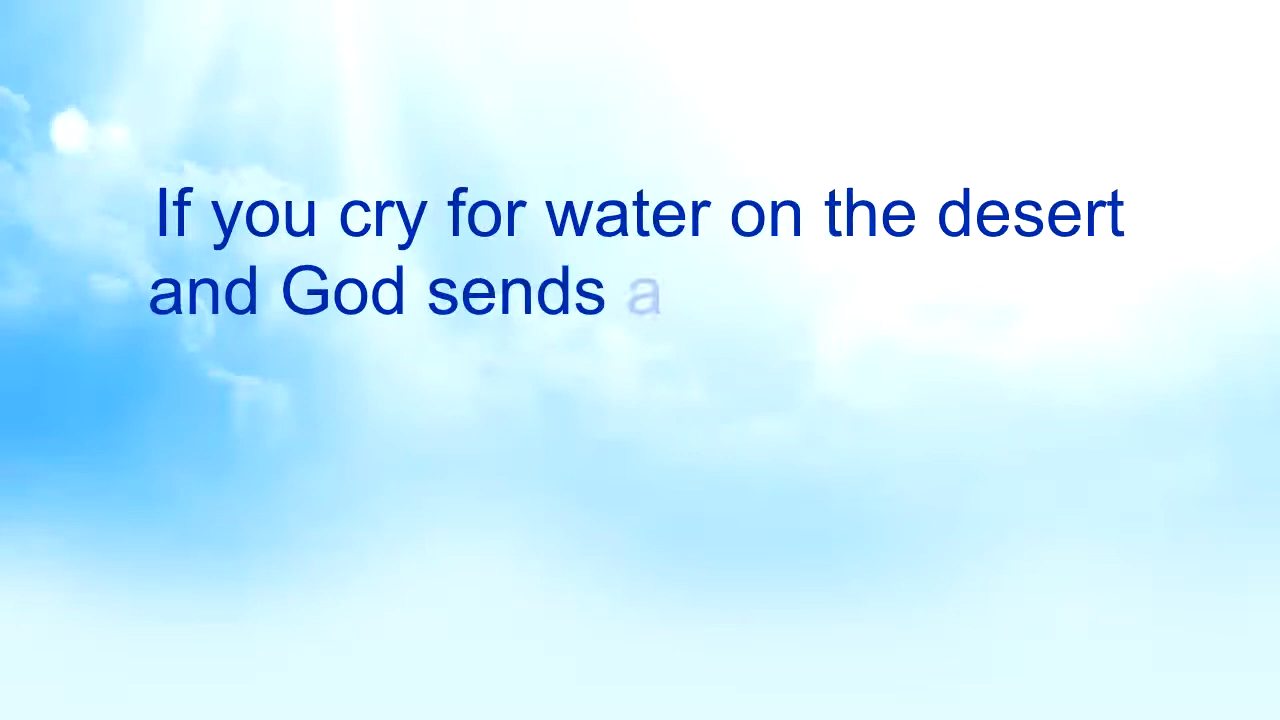 If you cry for water on the desert
and God sends a